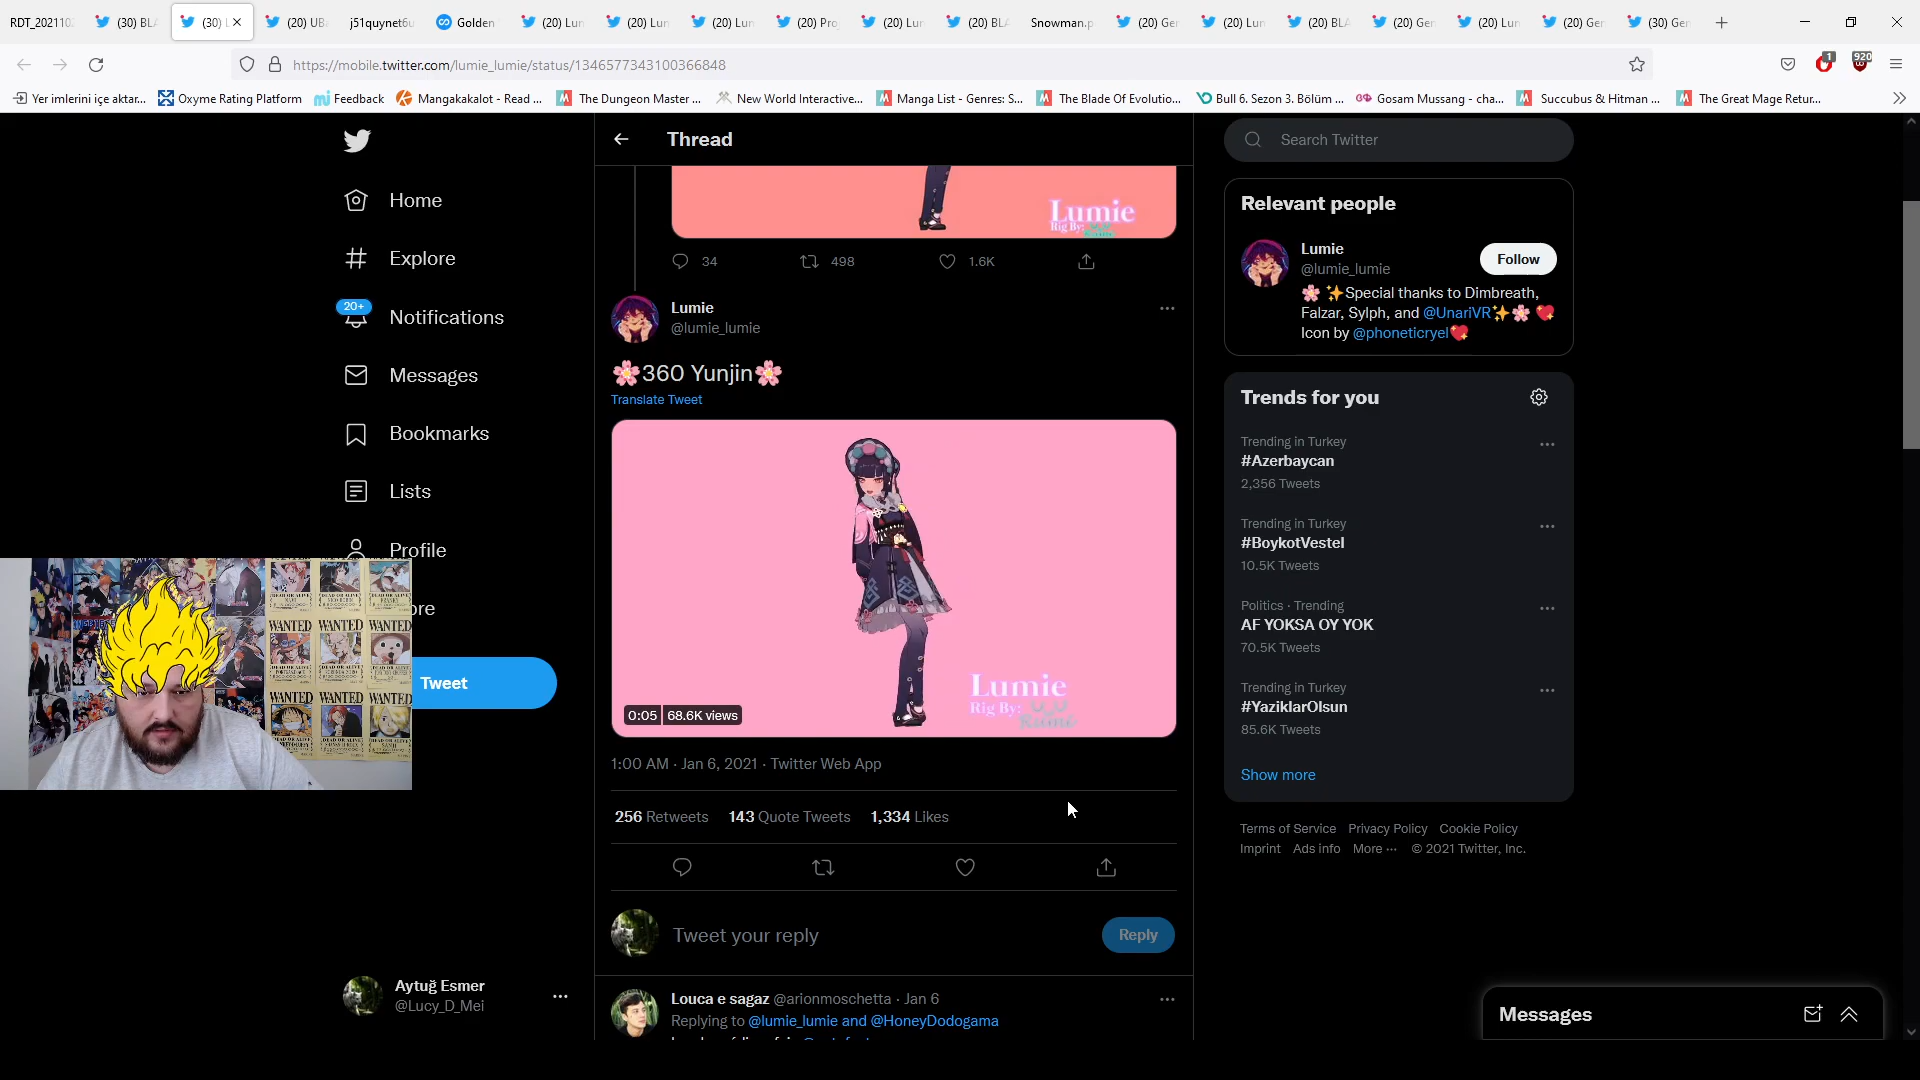 RDT_202110
(30) BLA
(30) L
(20) UBa
j51quynet6u
Golden
(20) Lun
(20) Lun
(20) Lun
(20) Pro
(20) Lun
(20) BLA
Snowman.p
(20) Ger
(20) Lun
(20) BLA
(20) Ger
(20) Lun
(20) Ger
(30) Ger
https://mobile.twitter.com/lumie_lumie/status/1346577343100366848
1
920
Yer imlerini içe aktar...
Oxyme Rating Platform
Feedback
Mangakakalot - Read ...
The Dungeon Master ...
New World Interactive...
Manga List - Genres: S...
The Blade Of Evolutio...
Bull 6. Sezon 3. Bölüm ...
Gosam Mussang - cha...
Succubus & Hitman ...
The Great Mage Retur...
Home
Explore
20+
Notifications
Messages
Bookmarks
Lists
Profile
ore
Tweet
WANTED WANTED WANTED
WANTED WANTED WANTED
Aytuğ Esmer
@Lucy_D_Mei
Thread
Lumie
Rig By:
34
498
1.6K
Lumie
@lumie_lumie
🌸360 Yunjin🌸
Translate Tweet
Lumie
Rig By:
0:05 68.6K views
1:00 AM · Jan 6, 2021 · Twitter Web App
256 Retweets 143 Quote Tweets 1,334 Likes
Tweet your reply
Reply
Louca e sagaz @arionmoschetta · Jan 6
Replying to @lumie_lumie and @HoneyDodogama
Search Twitter
Relevant people
Lumie
@lumie_lumie
Follow
🌸 ✨Special thanks to Dimbreath,
Falzar, Sylph, and @UnariVR✨🌸 💖
Icon by @phoneticryel💖
Trends for you
Trending in Turkey
#Azerbaycan
2,356 Tweets
Trending in Turkey
#BoykotVestel
10.5K Tweets
Politics · Trending
AF YOKSA OY YOK
70.5K Tweets
Trending in Turkey
#YaziklarOlsun
85.6K Tweets
Show more
Terms of Service Privacy Policy Cookie Policy
Imprint Ads info More ··· © 2021 Twitter, Inc.
Messages